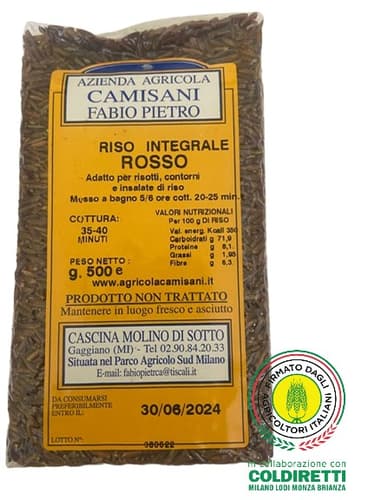 AZIENDA AGRICOLA
CAMISANI
FABIO PIETRO
RISO INTEGRALE
ROSSO
Adatto per risotti, contorni
e insalate di riso
Messo a bagno 5/6 ore cott. 20-25 min.
COTTURA:
35-40
MINUTI
VALORI NUTRIZIONALI
Per 100 g DI RISO
Val. energ. Kcall 350
Carboidrati g 71,9
Proteine g 8,1
Grassi g 1,95
Fibre g 5,3
PESO NETTO:
g. 500 e
www.agricolacamisani.it
PRODOTTO NON TRATTATO
Mantenere in luogo fresco e asciutto
CASCINA MOLINO DI SOTTO
Gaggiano (MI) - Tel 02.90.84.20.33
Situata nel Parco Agricolo Sud Milano
E-mail: fabiopietrca@tiscali.it
DA CONSUMARSI
PREFERIBILMENTE
ENTRO IL:
30/06/2024
LOTTO N°:
FIRMATO DAGLI
AGRICOLTORI ITALIANI
in collaborazione con
COLDIRETTI
MILANO LODI MONZA BRIANZA